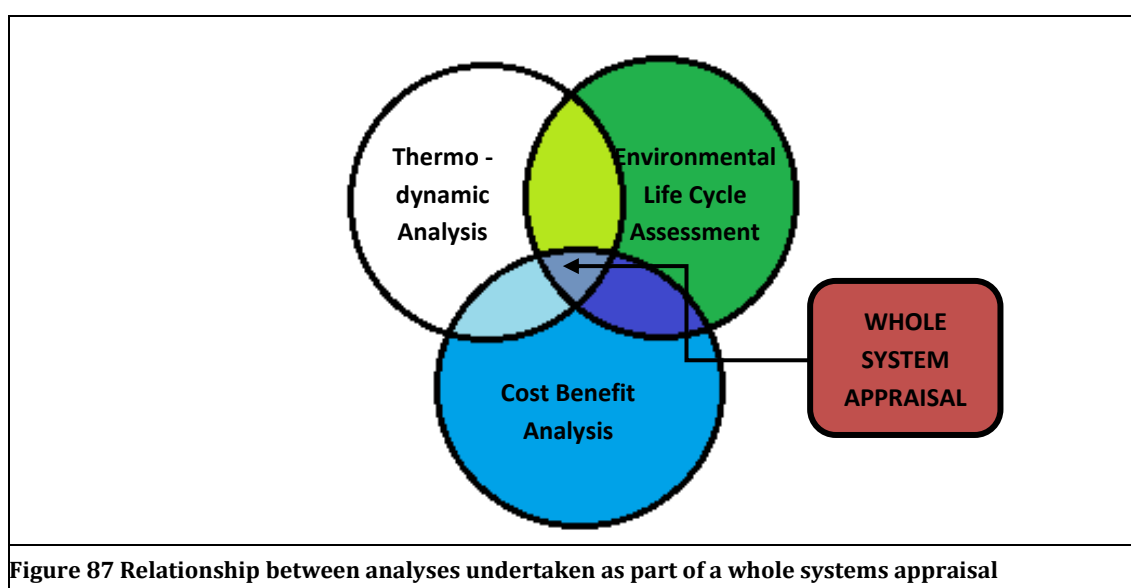 Thermo -
dynamic
Analysis
Environmental
Life Cycle
Assessment
Cost Benefit
Analysis
WHOLE
SYSTEM
APPRAISAL
Figure 87 Relationship between analyses undertaken as part of a whole systems appraisal